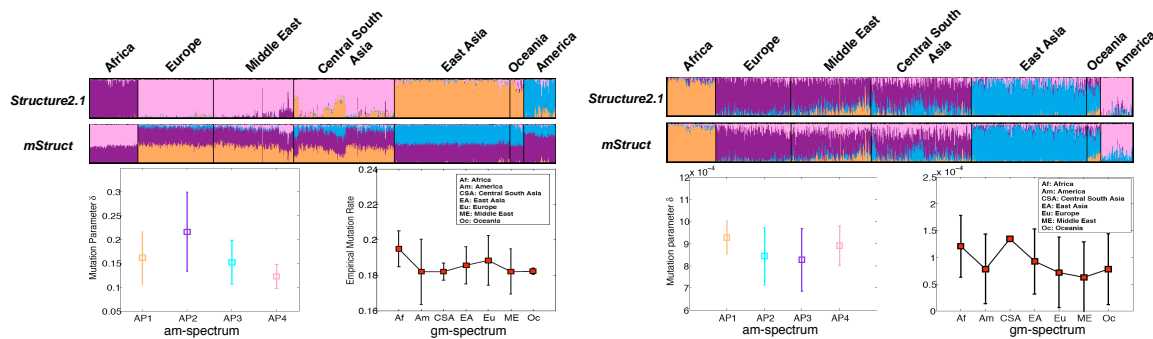 Africa
Europe
Middle East
Central South
Asia
East Asia
Oceania
America
Structure2.1
mStruct
Mutation Parameter δ
0.3
0.25
0.2
0.15
0.1
0.05
AP1 AP2 AP3 AP4
am-spectrum
Empirical Mutation Rate
0.24
0.22
0.2
0.18
0.16
Af: Africa
Am: America
CSA: Central South Asia
EA: East Asia
Eu: Europe
ME: Middle East
Oc: Oceania
Af Am CSA EA Eu ME Oc
gm-spectrum
Africa
Europe
Middle East
Central South
Asia
East Asia
Oceania
America
Structure2.1
mStruct
Mutation parameter δ
12 x 10⁻⁴
10
9
8
7
6
AP1 AP2 AP3 AP4
am-spectrum
2.5 x 10⁻⁴
2
1.5
1
0.5
0
Af: Africa
Am: America
CSA: Central South Asia
EA: East Asia
Eu: Europe
ME: Middle East
Oc: Oceania
Af Am CSA EA Eu ME Oc
gm-spectrum